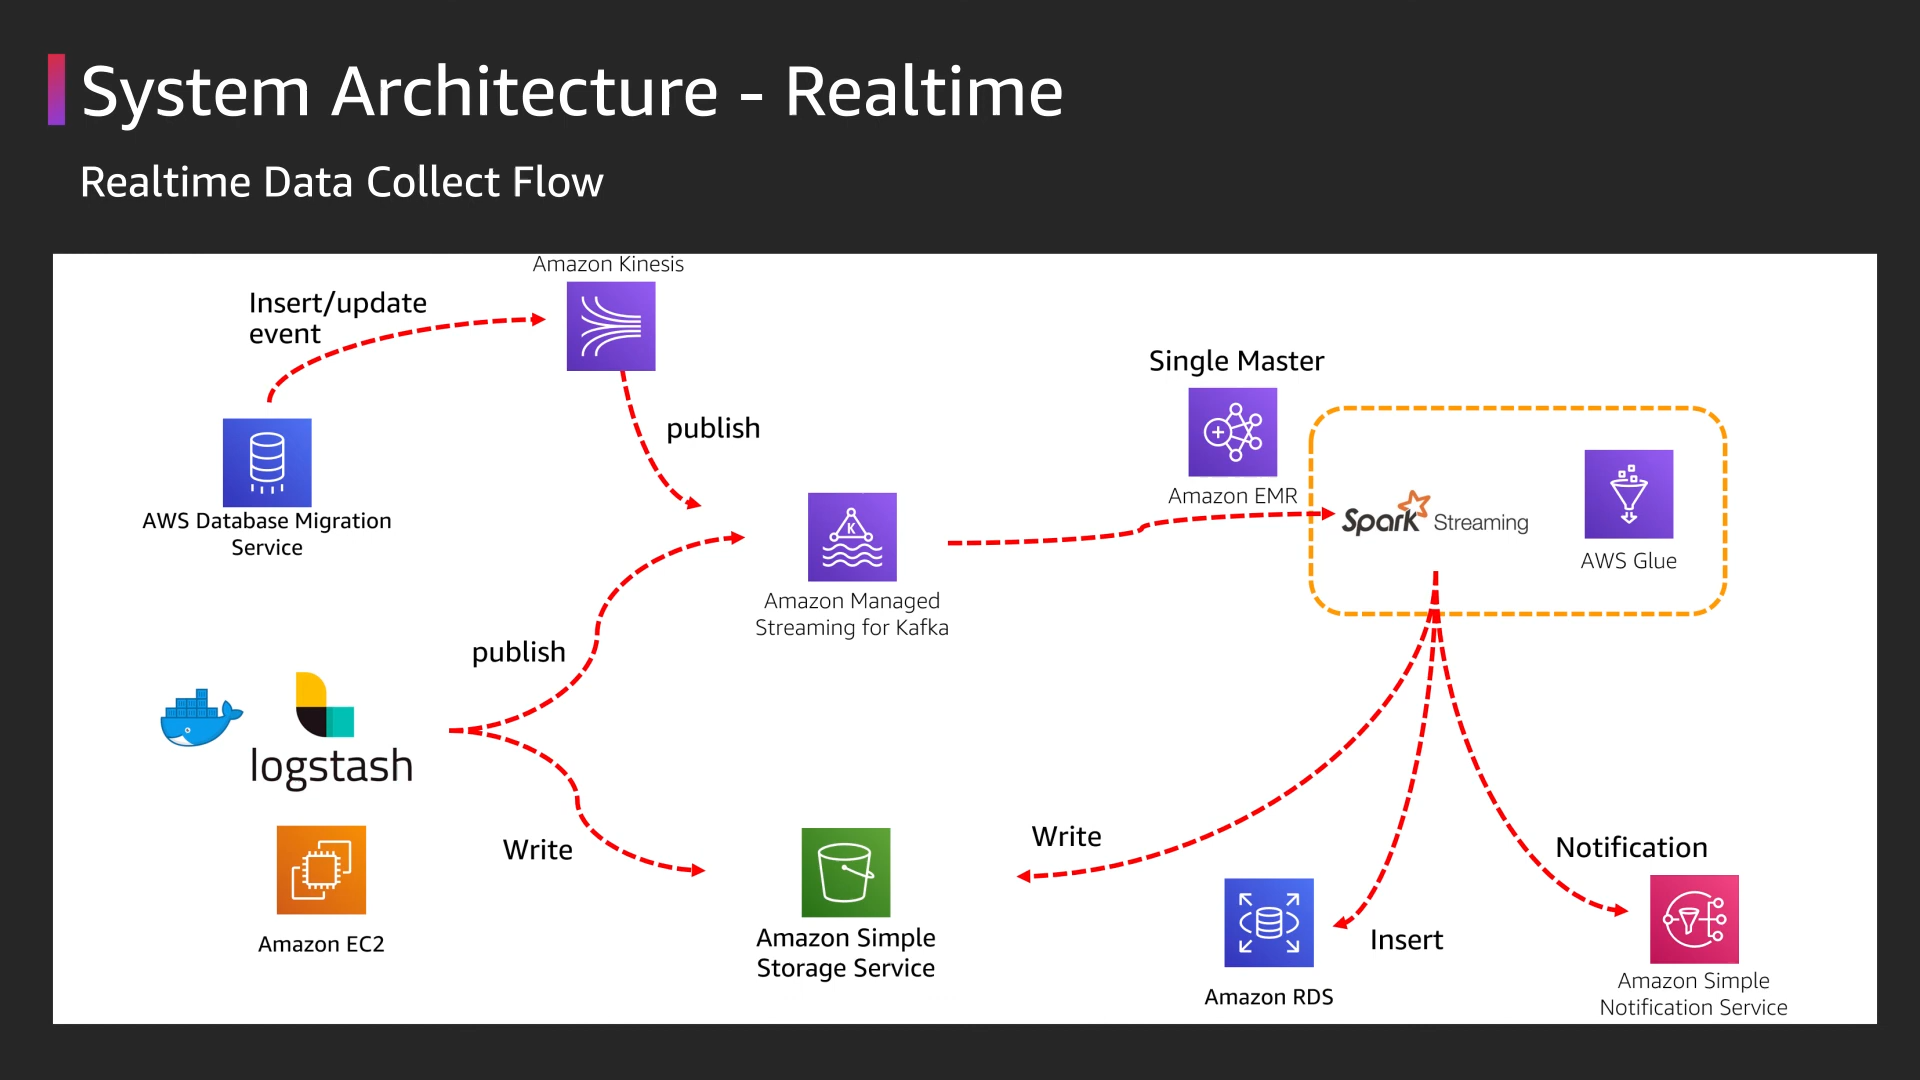 System Architecture - Realtime
Realtime Data Collect Flow
Amazon Kinesis
Insert/update
event
publish
AWS Database Migration
Service
Single Master
Amazon EMR
Spark Streaming
AWS Glue
K
Amazon Managed
Streaming for Kafka
publish
logstash
Write
Amazon EC2
Amazon Simple
Storage Service
Write
Insert
Amazon RDS
Notification
Amazon Simple
Notification Service